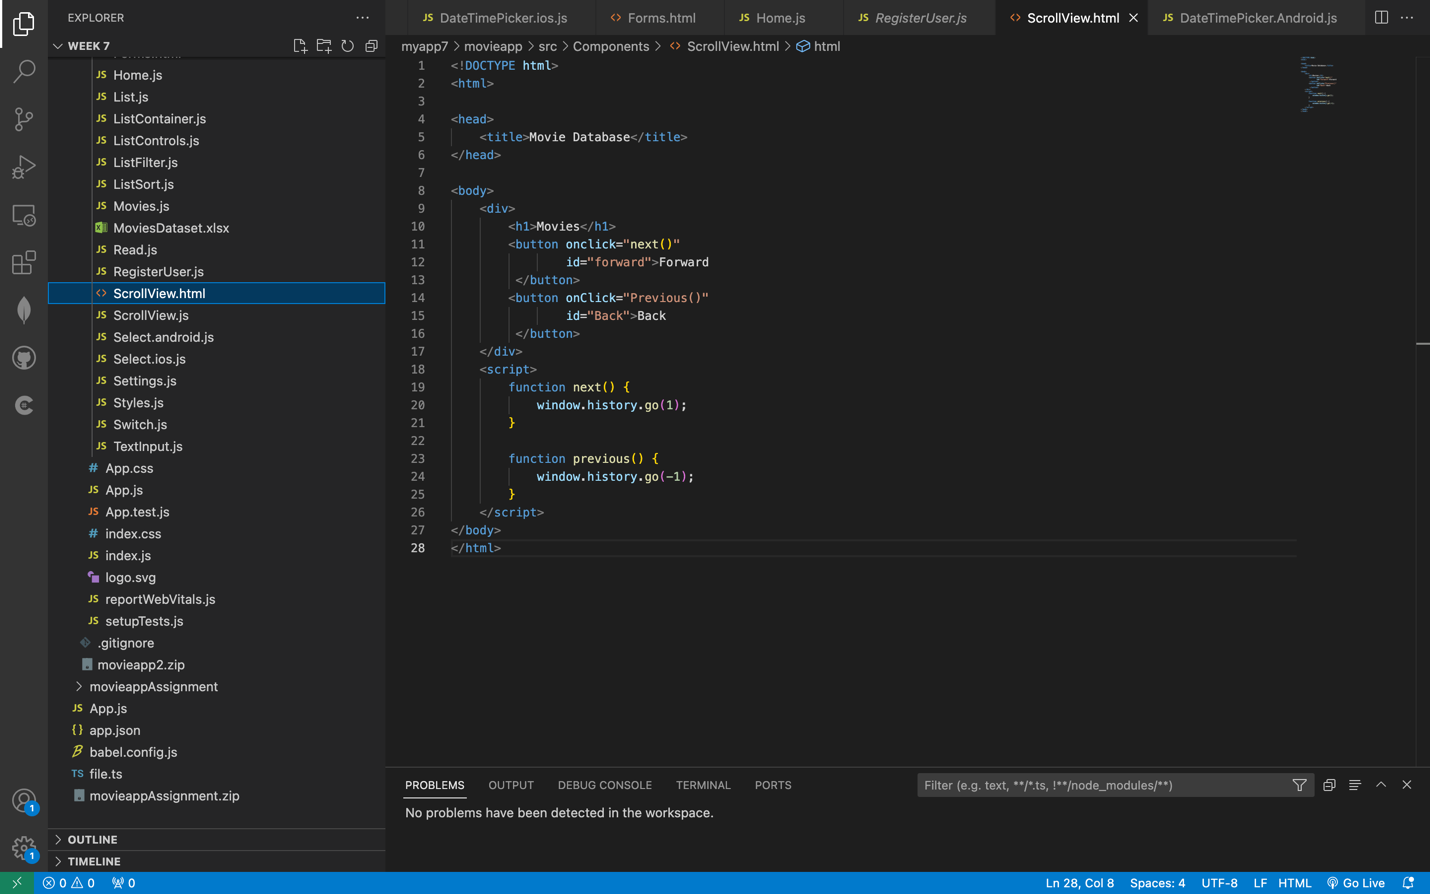 EXPLORER
WEEK 7
Home.js
List.js
ListContainer.js
ListControls.js
ListFilter.js
ListSort.js
Movies.js
MoviesDataset.xlsx
Read.js
RegisterUser.js
ScrollView.html
ScrollView.js
Select.android.js
Select.ios.js
Settings.js
Styles.js
Switch.js
TextInput.js
App.css
App.js
App.test.js
index.css
index.js
logo.svg
reportWebVitals.js
setupTests.js
.gitignore
movieapp2.zip
movieappAssignment
App.js
app.json
babel.config.js
file.ts
movieappAssignment.zip
OUTLINE
TIMELINE
DateTimePicker.ios.js Forms.html Home.js RegisterUser.js ScrollView.html DateTimePicker.Android.js
myapp7 > movieapp > src > Components > ScrollView.html > html
1 <!DOCTYPE html>
2 <html>
3
4 <head>
5 <title>Movie Database</title>
6 </head>
7
8 <body>
9 <div>
10 <h1>Movies</h1>
11 <button onclick="next()"
12 id="forward">Forward
13 </button>
14 <button onClick="Previous()"
15 id="Back">Back
16 </button>
17 </div>
18 <script>
19 function next() {
20 window.history.go(1);
21 }
22
23 function previous() {
24 window.history.go(-1);
25 }
26 </script>
27 </body>
28 </html>
PROBLEMS OUTPUT DEBUG CONSOLE TERMINAL PORTS
Filter (e.g. text, **/*.ts, !**/node_modules/**)
No problems have been detected in the workspace.
0 0 0 Ln 28, Col 8 Spaces: 4 UTF-8 LF HTML Go Live